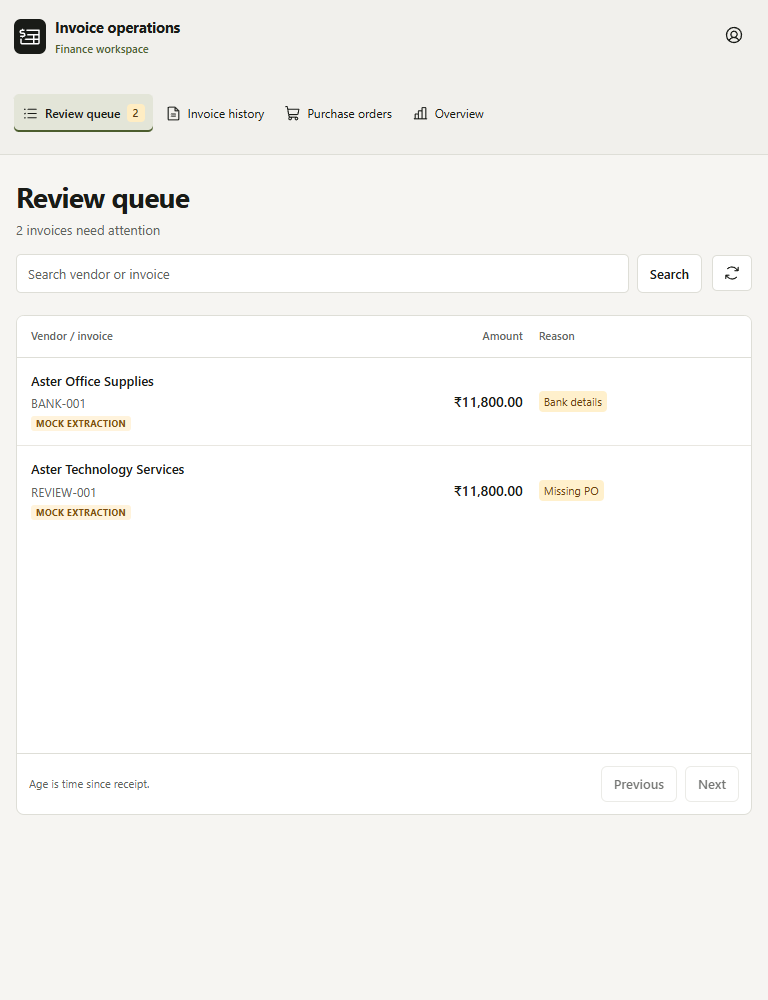 Invoice operations
Finance workspace
Review queue 2 Invoice history Purchase orders Overview
Review queue
2 invoices need attention
Search vendor or invoice Search
Vendor / invoice Amount Reason
Aster Office Supplies
BANK-001
MOCK EXTRACTION
₹11,800.00 Bank details
Aster Technology Services
REVIEW-001
MOCK EXTRACTION
₹11,800.00 Missing PO
Age is time since receipt. Previous Next